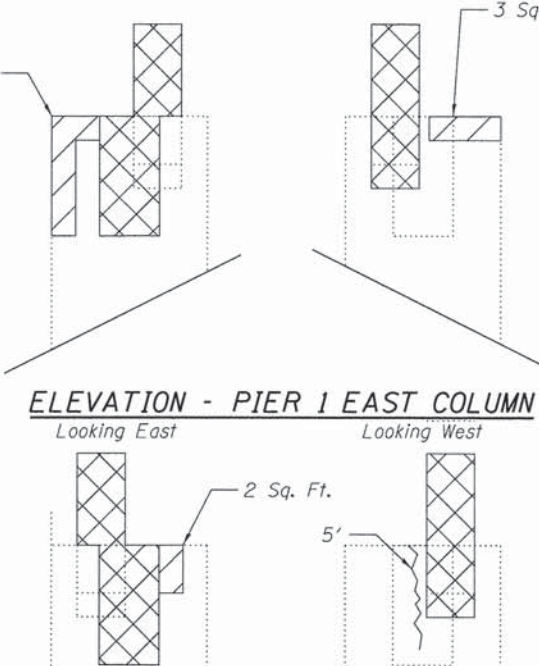 3 Sq
ELEVATION - PIER 1 EAST COLUMN
Looking East
Looking West
2 Sq. Ft.
5'